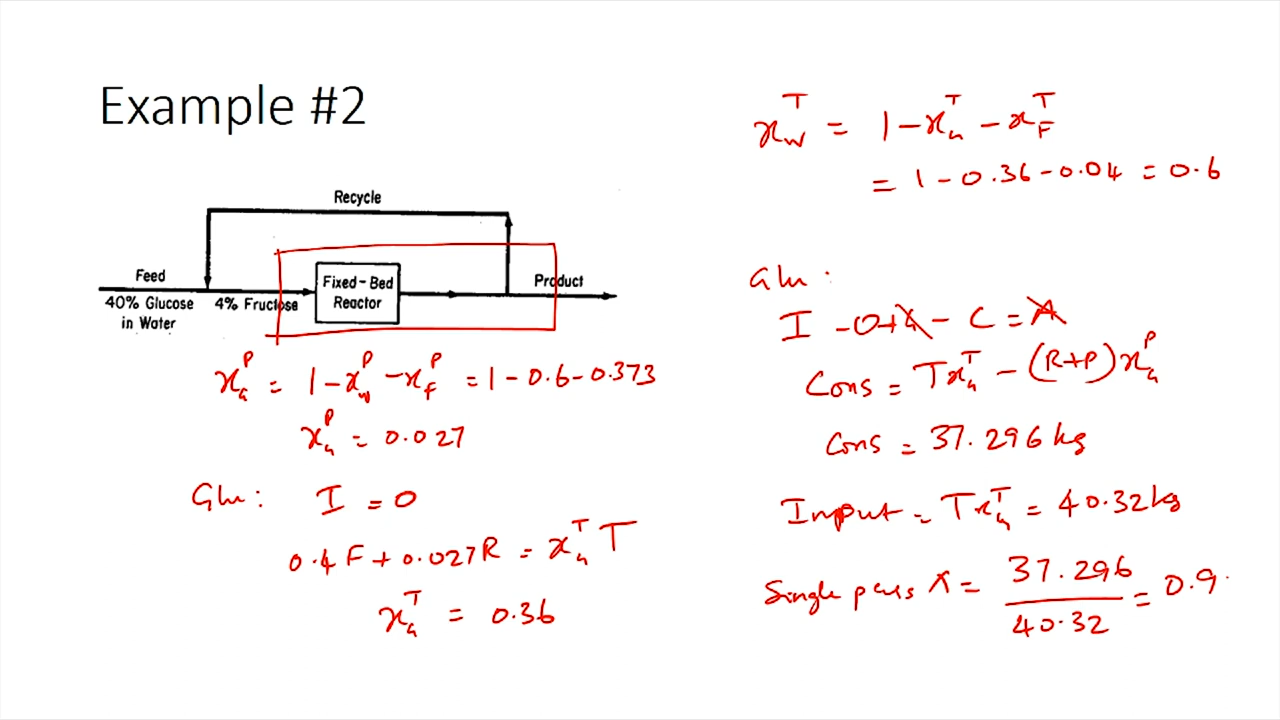 Example #2
Recycle
Feed
40% Glucose in Water
4% Fructose
Fixed-Bed Reactor
Product
x_G^P = 1 - x_W^P - x_F^P = 1 - 0.6 - 0.373
x_G^P = 0.027
Glu: I = 0
0.4 F + 0.027 R = x_G^T T
x_G^T = 0.36
x_W^T = 1 - x_G^T - x_F^T
= 1 - 0.36 - 0.04 = 0.6
Glu:
I - O + G - C = A
Cons = T x_G^T - (R+P) x_G^P
Cons = 37.296 kg
Input = T x_G^T = 40.32 kg
Single pass X = 37.296 / 40.32 = 0.9.